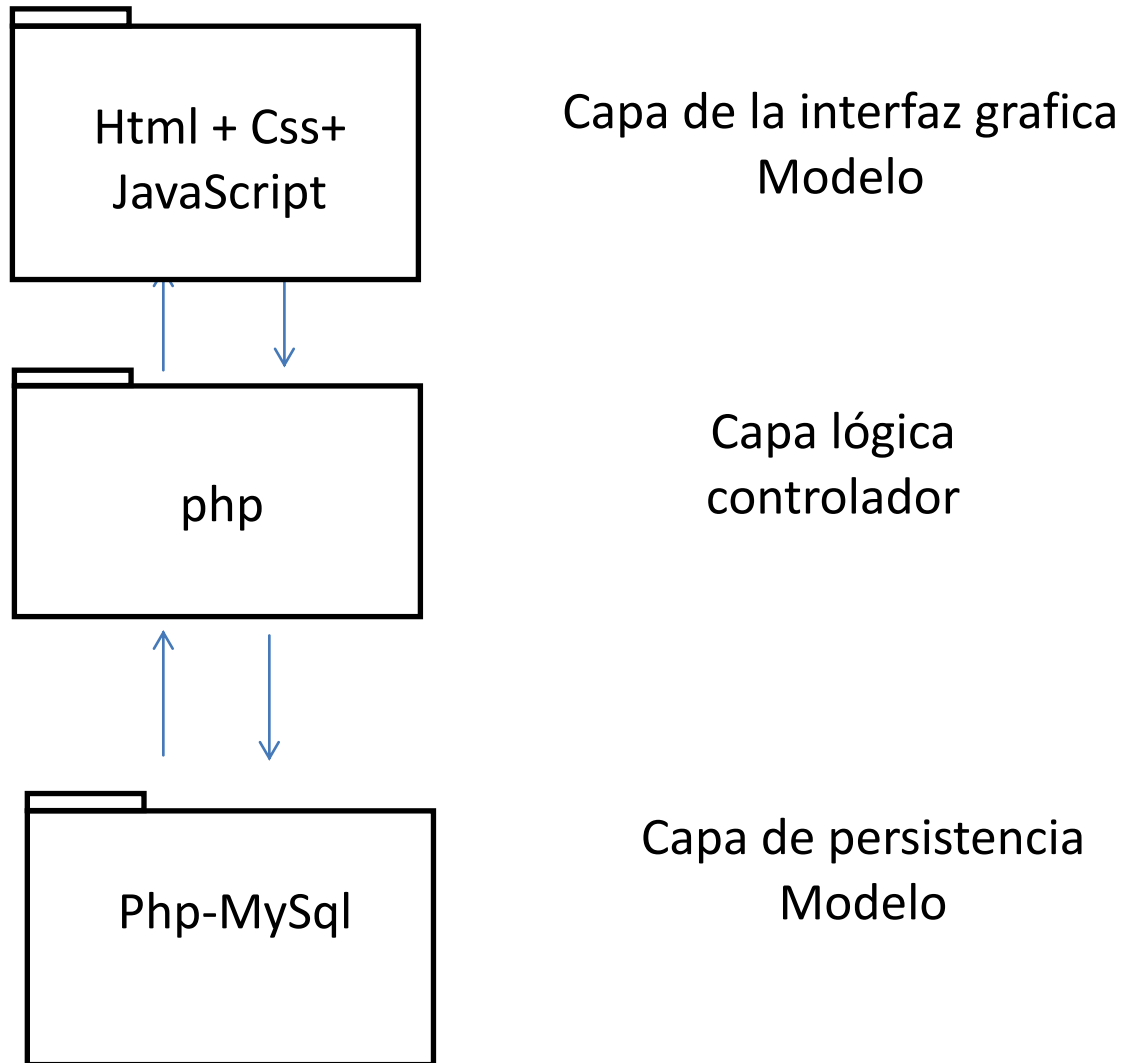 Html + Css+
JavaScript
Capa de la interfaz grafica
Modelo
php
Capa lógica
controlador
Php-MySql
Capa de persistencia
Modelo